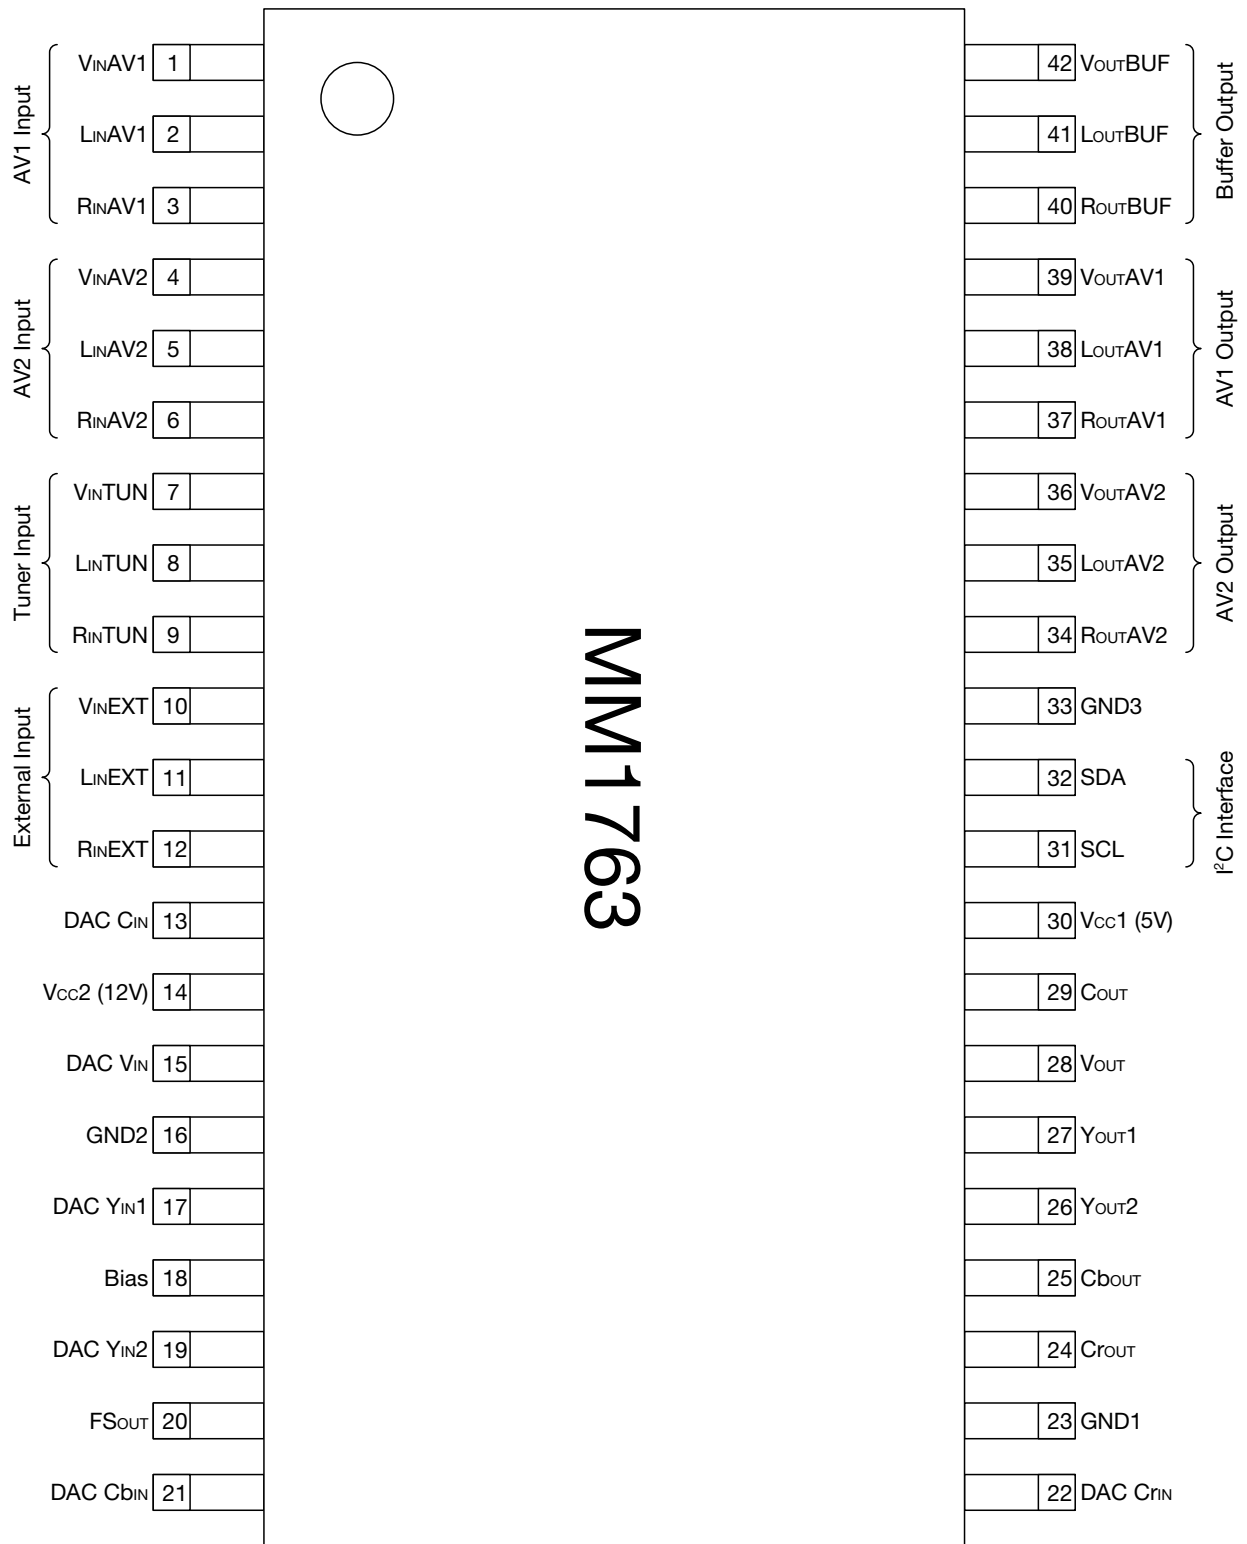 AV1 Input
VINAV1 1
LINAV1 2
RINAV1 3
AV2 Input
VINAV2 4
LINAV2 5
RINAV2 6
Tuner Input
VINTUN 7
LINTUN 8
RINTUN 9
External Input
VINEXT 10
LINEXT 11
RINEXT 12
DAC CIN 13
VCC2 (12V) 14
DAC VIN 15
GND2 16
DAC YIN1 17
Bias 18
DAC YIN2 19
FSOUT 20
DAC CbIN 21
MM1763
42 VOUTBUF
41 LOUTBUF
40 ROUTBUF
Buffer Output
39 VOUTAV1
38 LOUTAV1
37 ROUTAV1
AV1 Output
36 VOUTAV2
35 LOUTAV2
34 ROUTAV2
AV2 Output
33 GND3
32 SDA
31 SCL
I²C Interface
30 VCC1 (5V)
29 COUT
28 VOUT
27 YOUT1
26 YOUT2
25 CbOUT
24 CrOUT
23 GND1
22 DAC CrIN